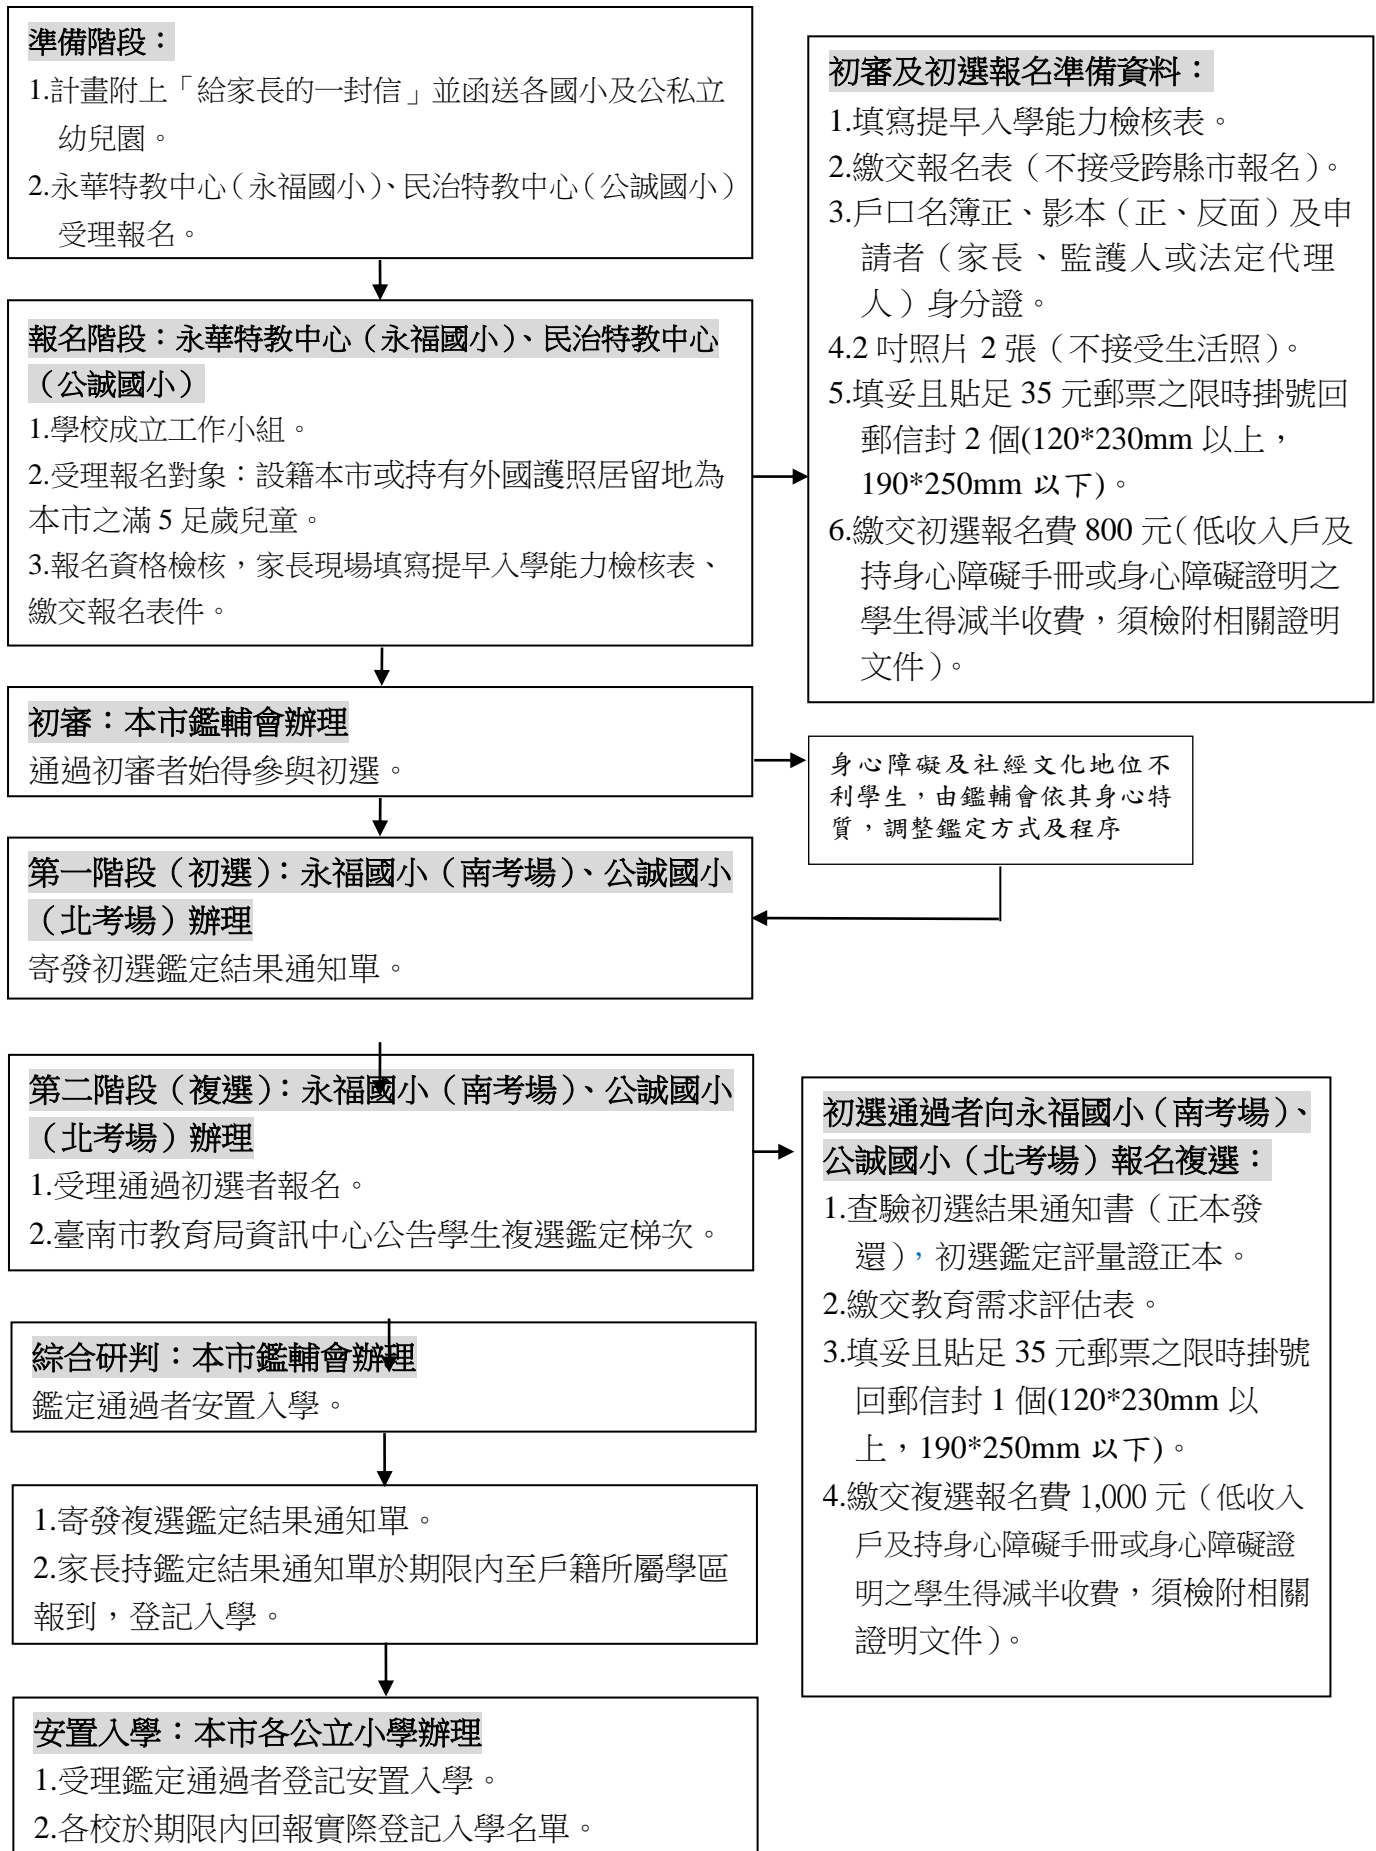 準備階段：
1.計畫附上「給家長的一封信」並函送各國小及公私立
幼兒園。
2.永華特教中心（永福國小）、民治特教中心（公誠國小）
受理報名。
報名階段：永華特教中心（永福國小）、民治特教中心
（公誠國小）
1.學校成立工作小組。
2.受理報名對象：設籍本市或持有外國護照居留地為
本市之滿 5 足歲兒童。
3.報名資格檢核，家長現場填寫提早入學能力檢核表、
繳交報名表件。
初審及初選報名準備資料：
1.填寫提早入學能力檢核表。
2.繳交報名表（不接受跨縣市報名）。
3.戶口名簿正、影本（正、反面）及申
請者（家長、監護人或法定代理
人）身分證。
4.2 吋照片 2 張（不接受生活照）。
5.填妥且貼足 35 元郵票之限時掛號回
郵信封 2 個(120*230mm 以上，
190*250mm 以下)。
6.繳交初選報名費 800 元（低收入戶及
持身心障礙手冊或身心障礙證明之
學生得減半收費，須檢附相關證明
文件）。
初審：本市鑑輔會辦理
通過初審者始得參與初選。
身心障礙及社經文化地位不
利學生，由鑑輔會依其身心特
質，調整鑑定方式及程序
第一階段（初選）：永福國小（南考場）、公誠國小
（北考場）辦理
寄發初選鑑定結果通知單。
第二階段（複選）：永福國小（南考場）、公誠國小
（北考場）辦理
1.受理通過初選者報名。
2.臺南市教育局資訊中心公告學生複選鑑定梯次。
初選通過者向永福國小（南考場）、
公誠國小（北考場）報名複選：
1.查驗初選結果通知書（正本發
還），初選鑑定評量證正本。
2.繳交教育需求評估表。
3.填妥且貼足 35 元郵票之限時掛號
回郵信封 1 個(120*230mm 以
上，190*250mm 以下)。
4.繳交複選報名費 1,000 元（低收入
戶及持身心障礙手冊或身心障礙證
明之學生得減半收費，須檢附相關
證明文件）。
綜合研判：本市鑑輔會辦理
鑑定通過者安置入學。
1.寄發複選鑑定結果通知單。
2.家長持鑑定結果通知單於期限內至戶籍所屬學區
報到，登記入學。
安置入學：本市各公立小學辦理
1.受理鑑定通過者登記安置入學。
2.各校於期限內回報實際登記入學名單。